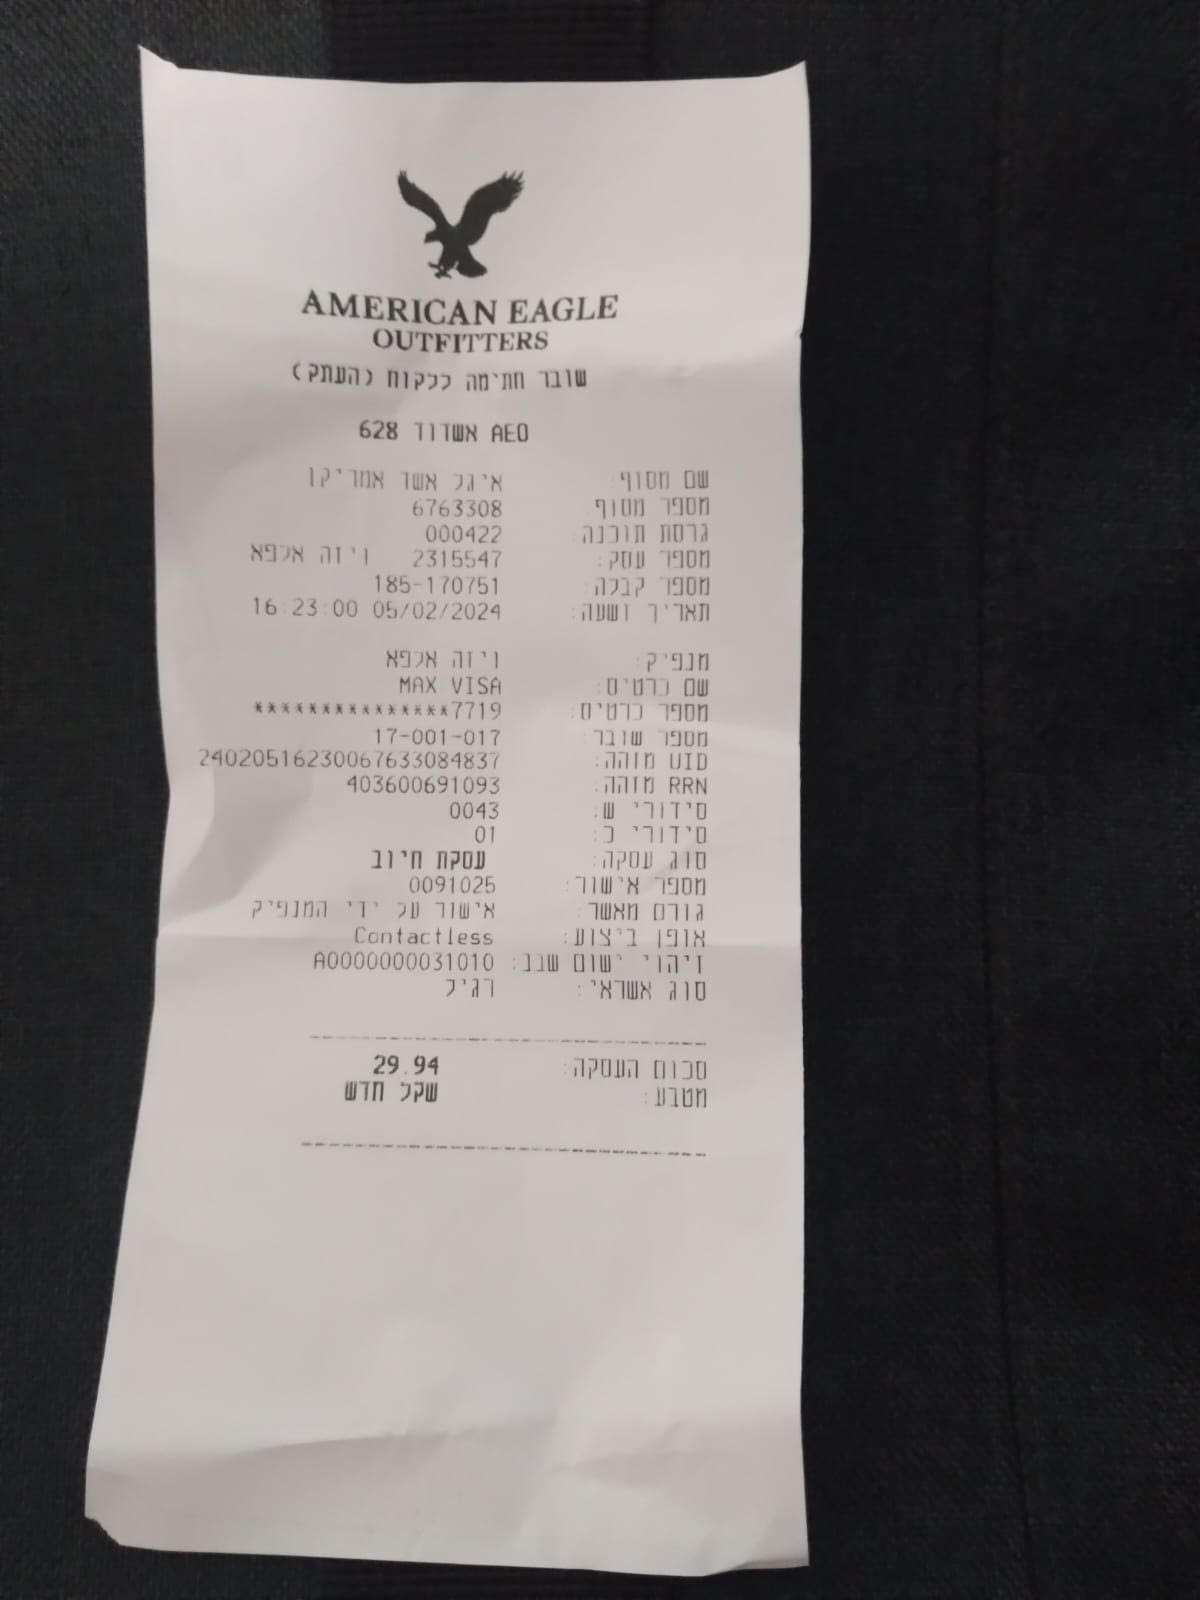 AMERICAN EAGLE
OUTFITTERS
שובר חתימה ללקוח (העתק)
AEO אשדוד 628
שם מסוף: איגל אשד אמריקן
מספר מסוף: 6763308
גרסת תוכנה: 000422
מספר עסק: 2315547 ויזה אלפא
מספר קבלה: 185-170751
תאריך ושעה: 05/02/2024 16:23:00
מנפיק: ויזה אלפא
שם כרטיס: MAX VISA
מספר כרטיס: ***************7719
מספר שובר: 17-001-017
UID מזהה: 24020516230067633084837
RRN מזהה: 403600691093
סידורי ש: 0043
סידורי כ: 01
סוג עסקה: עסקת חיוב
מספר אישור: 0091025
גורם מאשר: אישור על ידי המנפיק
אופן ביצוע: Contactless
זיהוי ישום שבב: A0000000031010
סוג אשראי: רגיל
סכום העסקה: 29.94
מטבע: שקל חדש